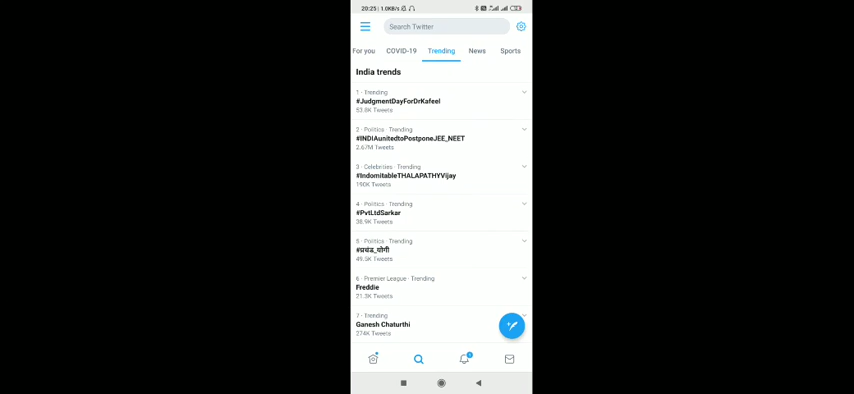 20:25 | 1.0KB/s
Search Twitter
For you COVID-19 Trending News Sports
India trends
1 · Trending
#JudgmentDayForDrKafeel
53.8K Tweets
2 · Politics · Trending
#INDIAunitedtoPostponeJEE_NEET
2.67M Tweets
3 · Celebrities · Trending
#IndomitableTHALAPATHYVijay
190K Tweets
4 · Politics · Trending
#PvtLtdSarkar
38.9K Tweets
5 · Politics · Trending
#प्रचंड_योगी
49.5K Tweets
6 · Premier League · Trending
Freddie
21.3K Tweets
7 · Trending
Ganesh Chaturthi
274K Tweets